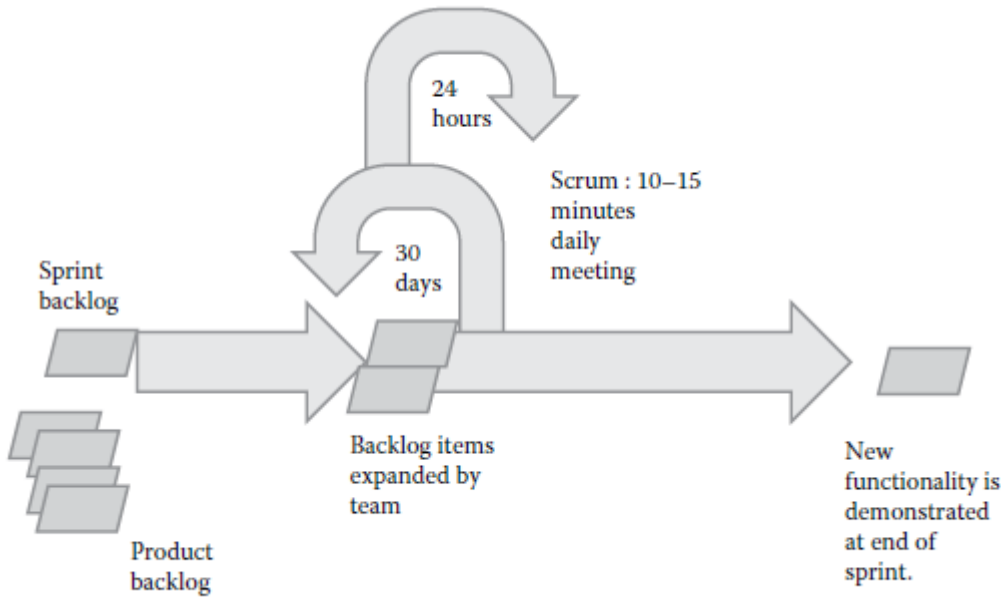 24
hours
Scrum : 10–15
minutes
daily
meeting
30
days
Sprint
backlog
Backlog items
expanded by
team
New
functionality is
demonstrated
at end of
sprint.
Product
backlog